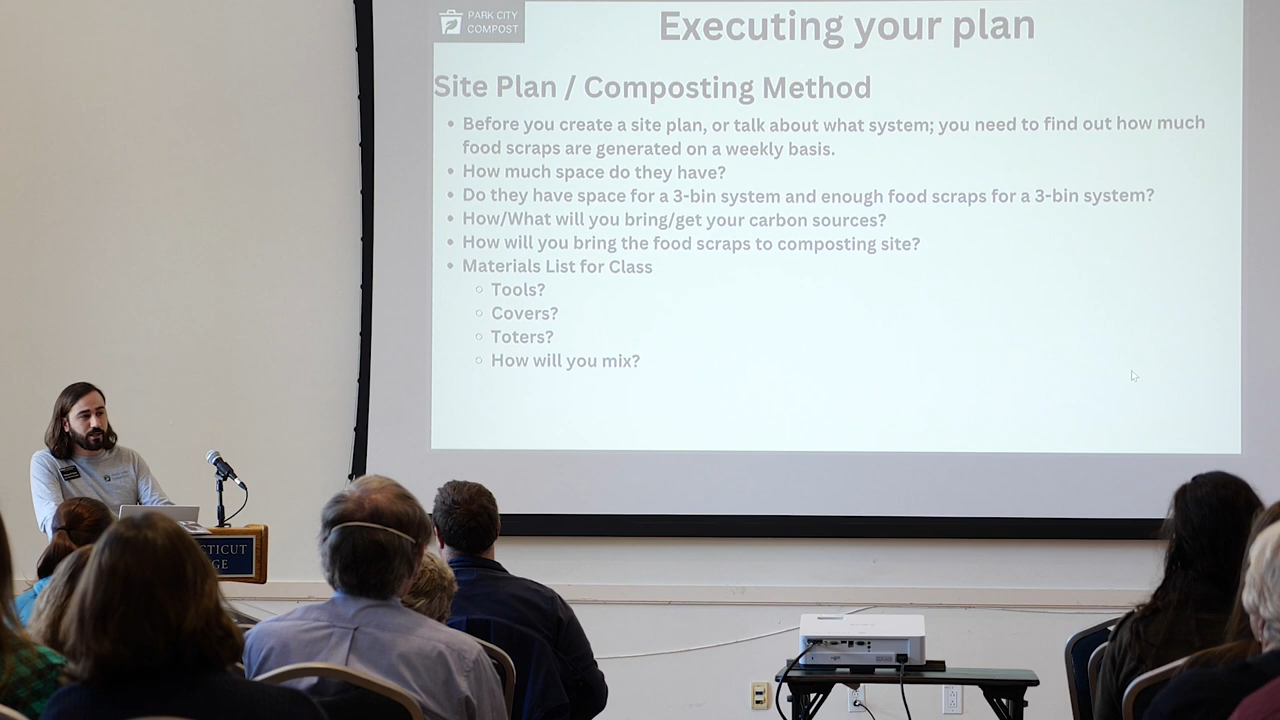 PARK CITY
COMPOST
Executing your plan
Site Plan / Composting Method
• Before you create a site plan, or talk about what system; you need to find out how much
food scraps are generated on a weekly basis.
• How much space do they have?
• Do they have space for a 3-bin system and enough food scraps for a 3-bin system?
• How/What will you bring/get your carbon sources?
• How will you bring the food scraps to composting site?
• Materials List for Class
○ Tools?
○ Covers?
○ Toters?
○ How will you mix?
CTICUT
GE